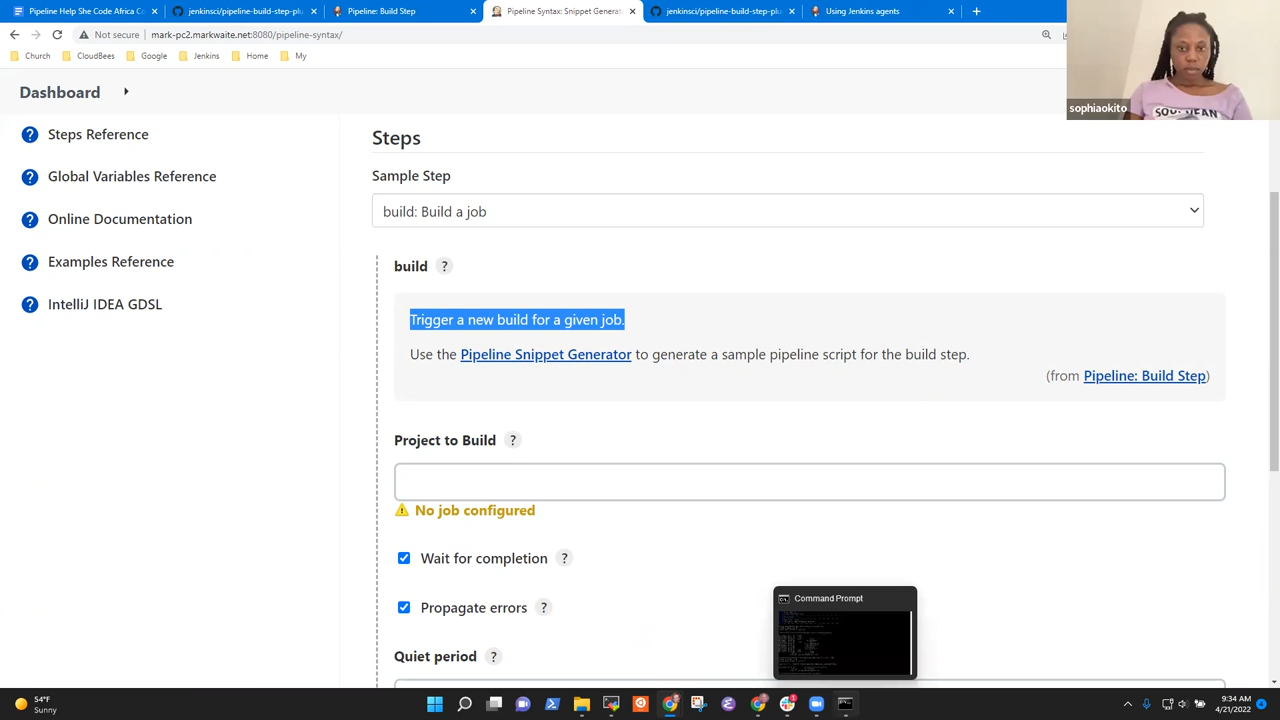 Pipeline Help She Code Africa Co
jenkinsci/pipeline-build-step-plu
Pipeline: Build Step
Pipeline Syntax: Snippet Generat
jenkinsci/pipeline-build-step-plu
Using Jenkins agents
Not secure
mark-pc2.markwaite.net:8080/pipeline-syntax/
Church
CloudBees
Google
Jenkins
Home
My
sophiaokito
Dashboard
Steps Reference
Global Variables Reference
Online Documentation
Examples Reference
IntelliJ IDEA GDSL
Steps
Sample Step
build: Build a job
build ?
Trigger a new build for a given job.
Use the Pipeline Snippet Generator to generate a sample pipeline script for the build step.
(from Pipeline: Build Step)
Project to Build ?
No job configured
Wait for completion ?
Propagate errors ?
Quiet period ?
Command Prompt
54°F
Sunny
9:34 AM
4/21/2022